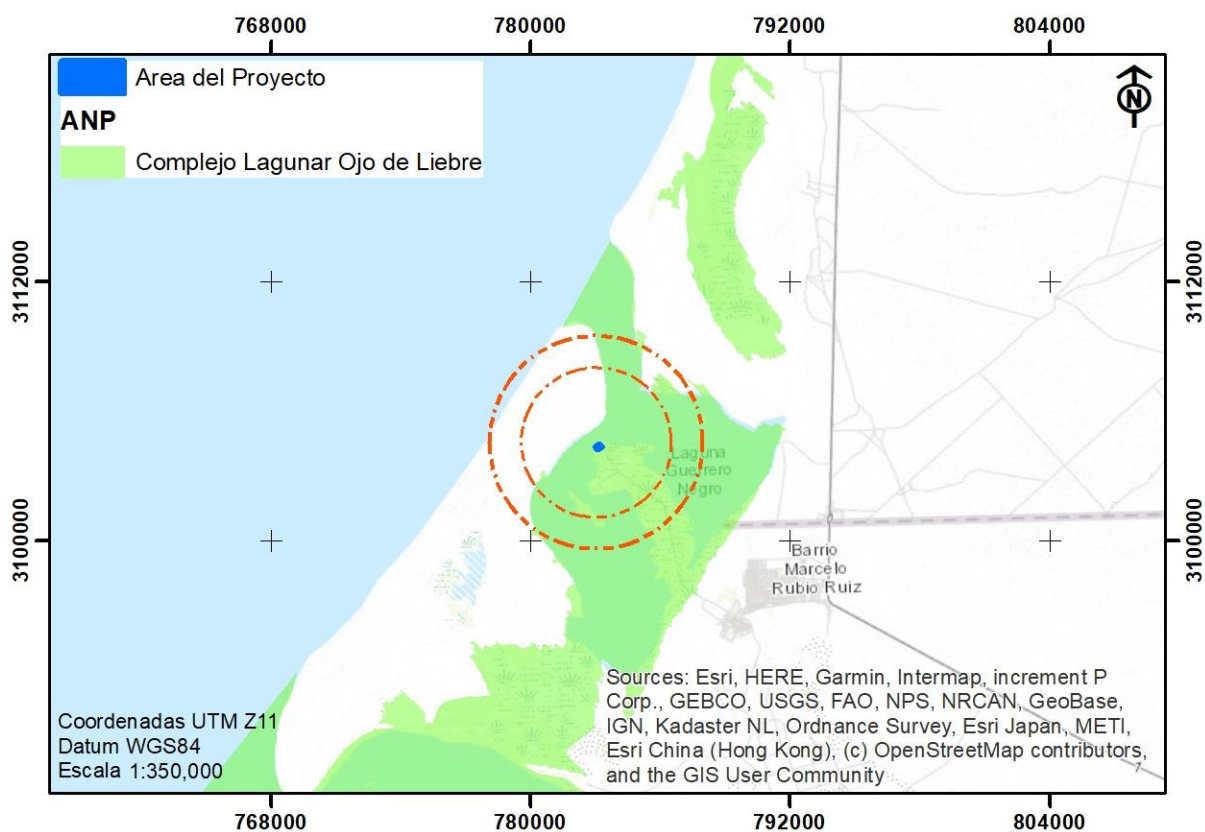 768000 780000 792000 804000
Area del Proyecto
ANP
Complejo Lagunar Ojo de Liebre
N
3112000 3112000
Laguna
Guerrero
Negro
3100000 3100000
Barrio
Marcelo
Rubio Ruiz
Coordenadas UTM Z11
Datum WGS84
Escala 1:350,000
Sources: Esri, HERE, Garmin, Intermap, increment P
Corp., GEBCO, USGS, FAO, NPS, NRCAN, GeoBase,
IGN, Kadaster NL, Ordnance Survey, Esri Japan, METI,
Esri China (Hong Kong), (c) OpenStreetMap contributors,
and the GIS User Community
7
768000 780000 792000 804000